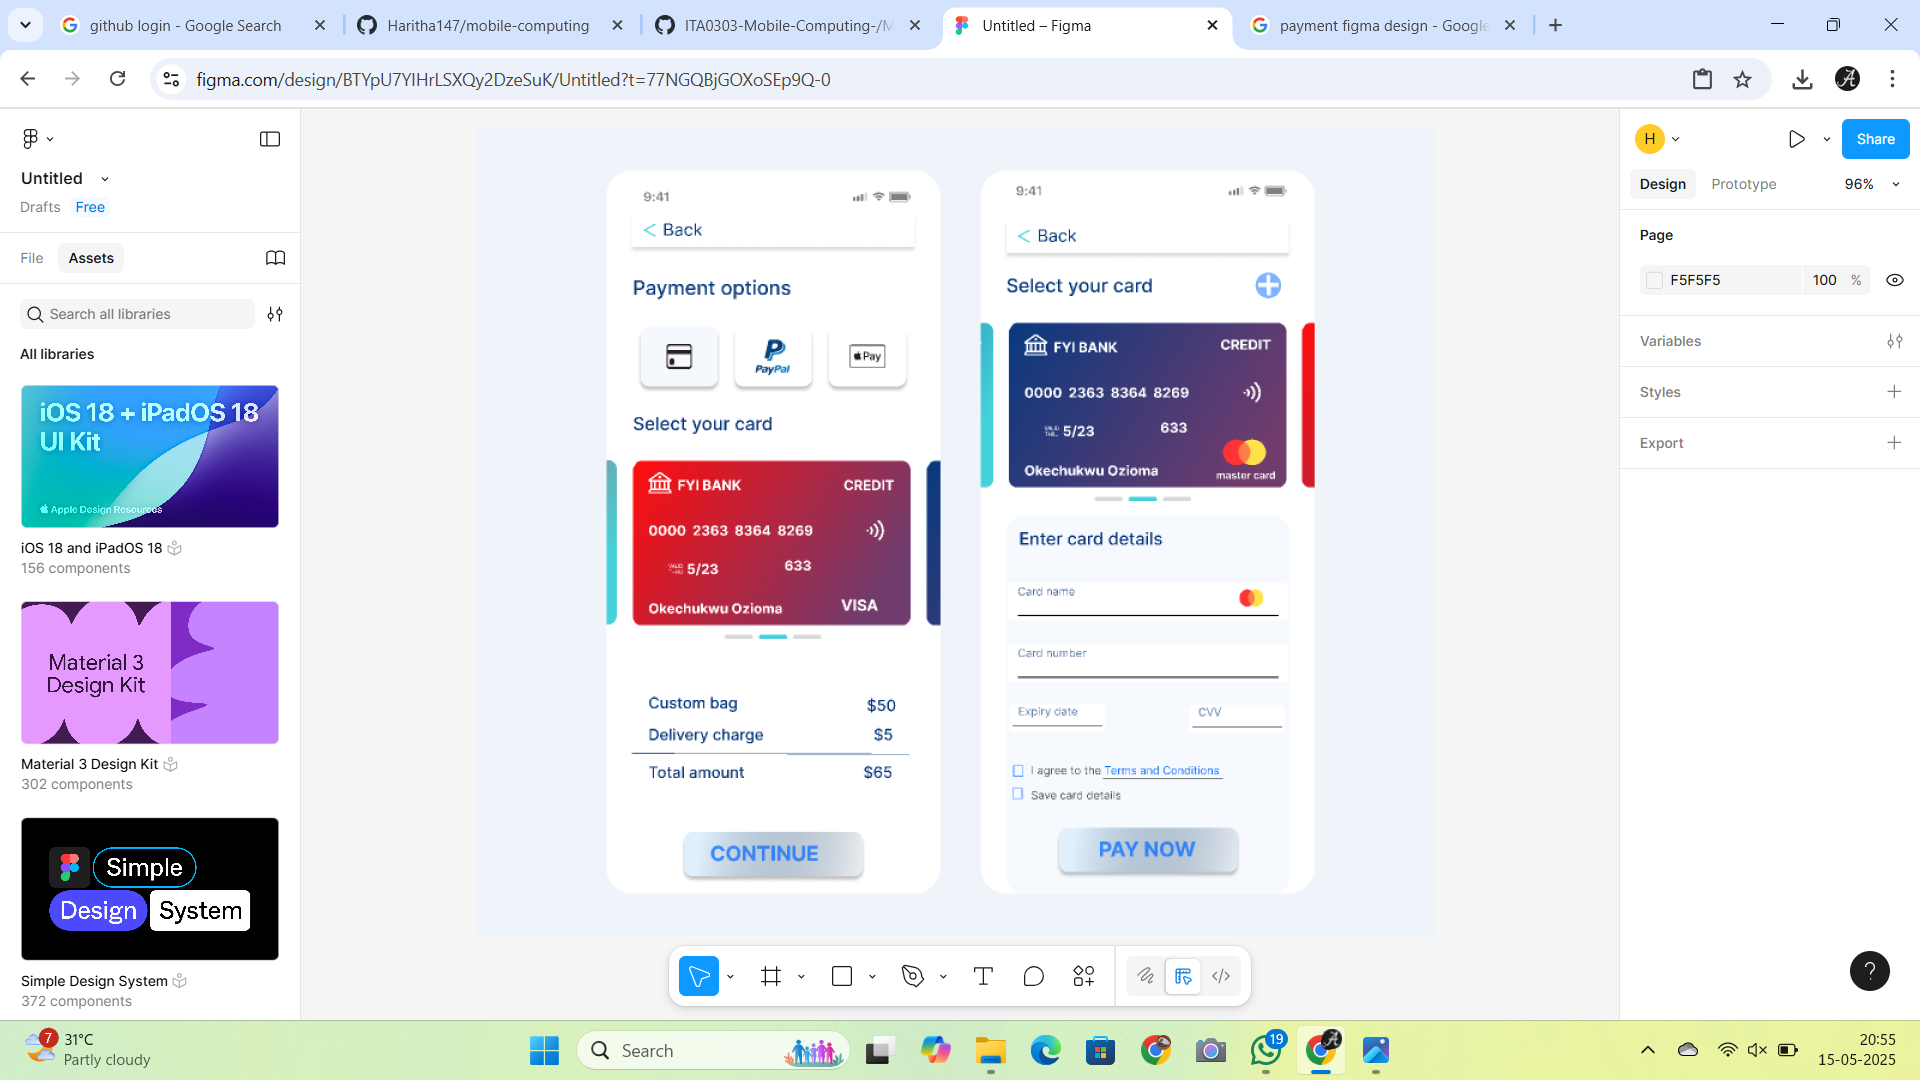 github login - Google Search
Haritha147/mobile-computing
ITA0303-Mobile-Computing-/M
Untitled – Figma
payment figma design - Google
figma.com/design/BTYpU7YIHrLSXQy2DzeSuK/Untitled?t=77NGQBjGOXoSEp9Q-0
Untitled
Drafts Free
File Assets
Search all libraries
All libraries
iOS 18 + iPadOS 18
UI Kit
Apple Design Resources
iOS 18 and iPadOS 18
156 components
Material 3
Design Kit
Material 3 Design Kit
302 components
Simple
Design System
Simple Design System
372 components
9:41
< Back
Payment options
PayPal
Pay
Select your card
FYI BANK CREDIT
0000 2363 8364 8269
5/23 633
Okechukwu Ozioma VISA
Custom bag $50
Delivery charge $5
Total amount $65
CONTINUE
9:41
< Back
Select your card
FYI BANK CREDIT
0000 2363 8364 8269
5/23 633
Okechukwu Ozioma
master card
Enter card details
Card name
Card number
Expiry date CVV
I agree to the Terms and Conditions
Save card details
PAY NOW
H
Share
Design Prototype 96%
Page
F5F5F5 100 %
Variables
Styles
Export
?
7
31°C
Partly cloudy
Search
19
20:55
15-05-2025